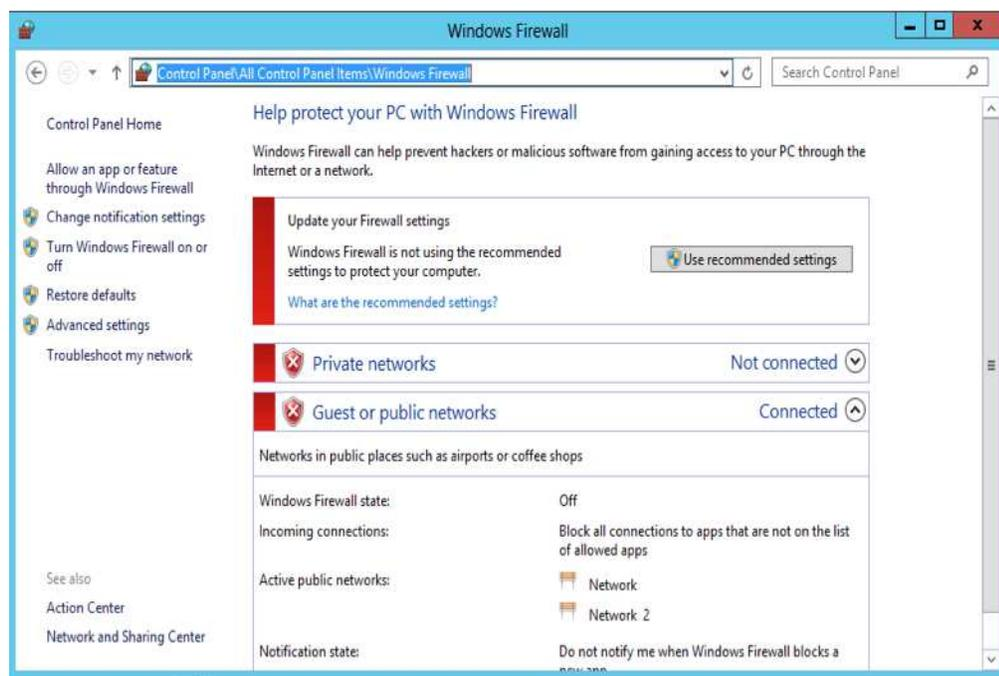 Windows Firewall
Control Panel\All Control Panel Items\Windows Firewall
Search Control Panel
Control Panel Home
Allow an app or feature
through Windows Firewall
Change notification settings
Turn Windows Firewall on or
off
Restore defaults
Advanced settings
Troubleshoot my network
See also
Action Center
Network and Sharing Center
Help protect your PC with Windows Firewall
Windows Firewall can help prevent hackers or malicious software from gaining access to your PC through the
Internet or a network.
Update your Firewall settings
Windows Firewall is not using the recommended
settings to protect your computer.
Use recommended settings
What are the recommended settings?
Private networks Not connected
Guest or public networks Connected
Networks in public places such as airports or coffee shops
Windows Firewall state: Off
Incoming connections: Block all connections to apps that are not on the list
of allowed apps
Active public networks: Network
Network 2
Notification state: Do not notify me when Windows Firewall blocks a
new app